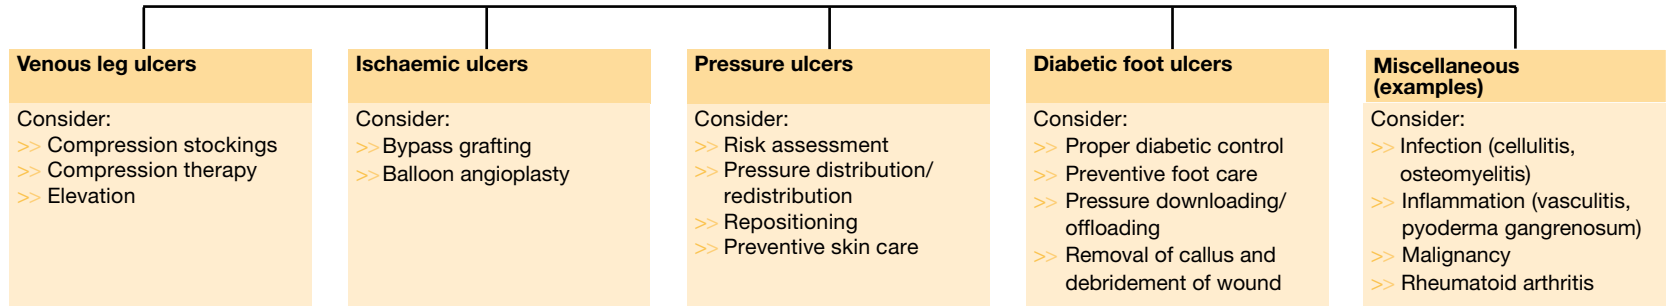 Venous leg ulcers
Consider:
>> Compression stockings
>> Compression therapy
>> Elevation
Ischaemic ulcers
Consider:
>> Bypass grafting
>> Balloon angioplasty
Pressure ulcers
Consider:
>> Risk assessment
>> Pressure distribution/
redistribution
>> Repositioning
>> Preventive skin care
Diabetic foot ulcers
Consider:
>> Proper diabetic control
>> Preventive foot care
>> Pressure downloading/
offloading
>> Removal of callus and
debridement of wound
Miscellaneous
(examples)
Consider:
>> Infection (cellulitis,
osteomyelitis)
>> Inflammation (vasculitis,
pyoderma gangrenosum)
>> Malignancy
>> Rheumatoid arthritis